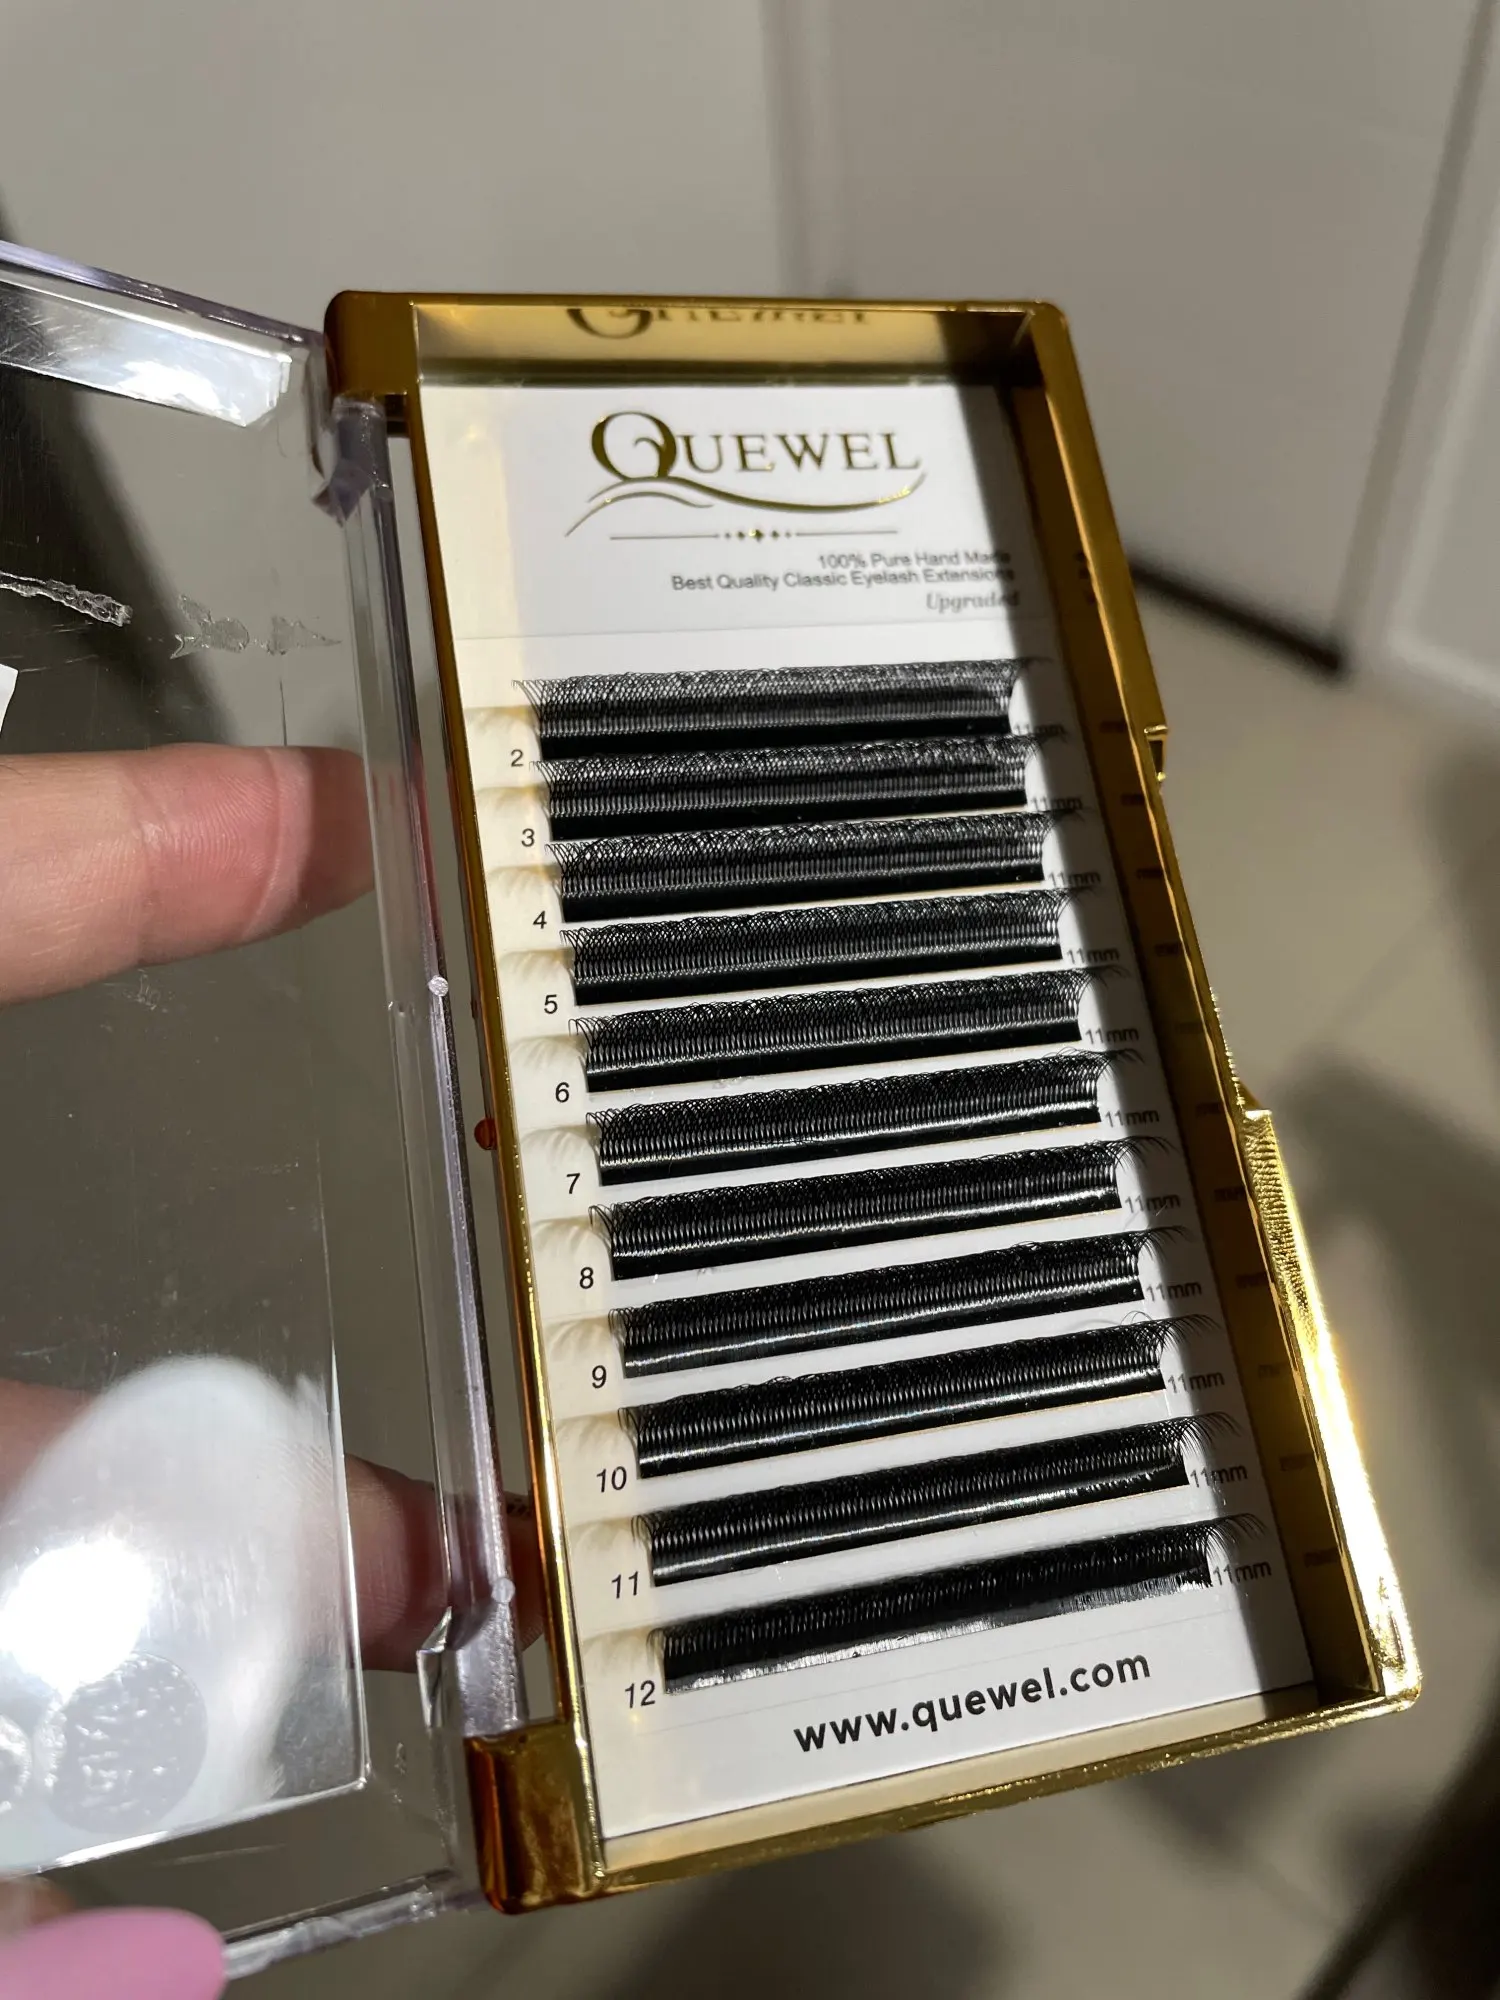 QUEWEL
100% Pure Hand Made
Best Quality Classic Eyelash Extensions
Upgraded
11mm
2
11mm
3
11mm
4
11mm
5
11mm
6
11mm
7
11mm
8
11mm
9
11mm
10
11mm
11
11mm
12
www.quewel.com